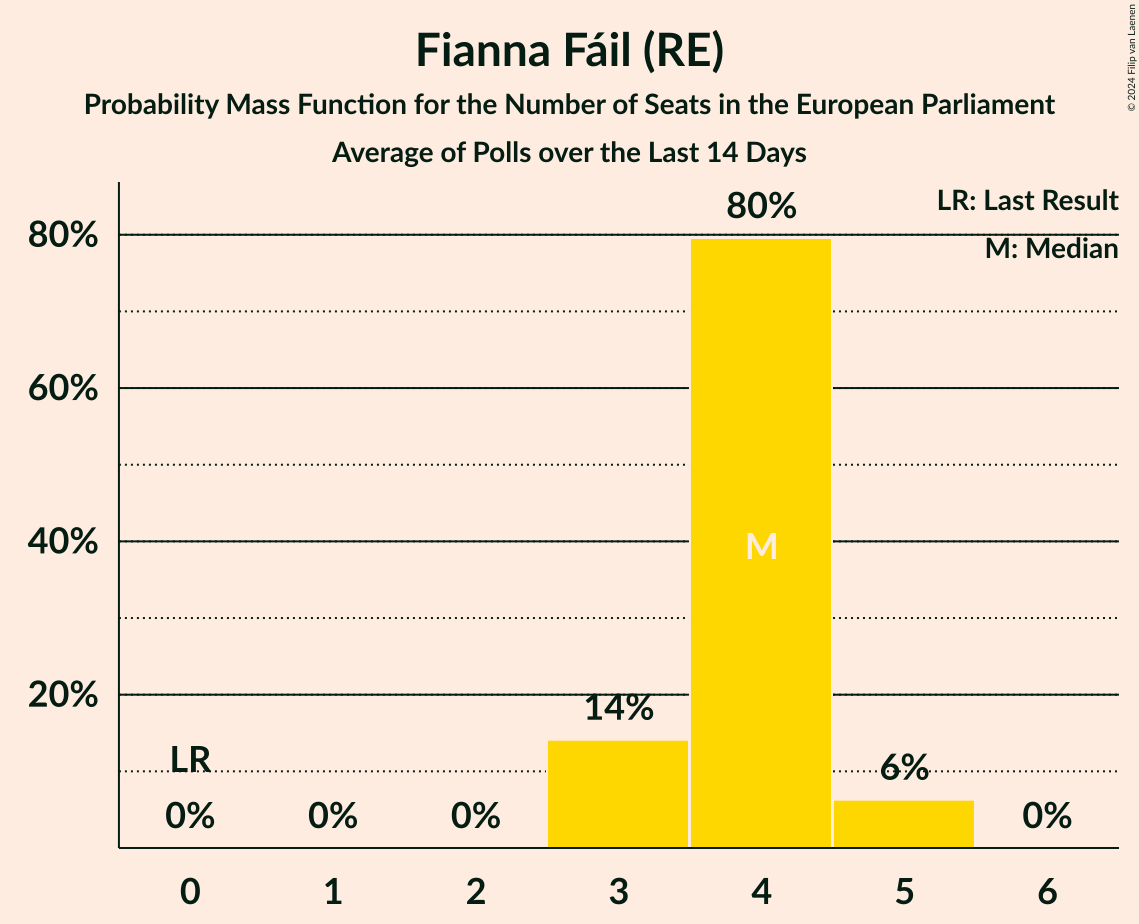 Fianna Fáil (RE)
Probability Mass Function for the Number of Seats in the European Parliament
Average of Polls over the Last 14 Days
© 2024 Filip van Laenen
LR: Last Result
M: Median
80%
60%
40%
20%
LR
0%
0%
0%
14%
80%
M
6%
0%
0
1
2
3
4
5
6